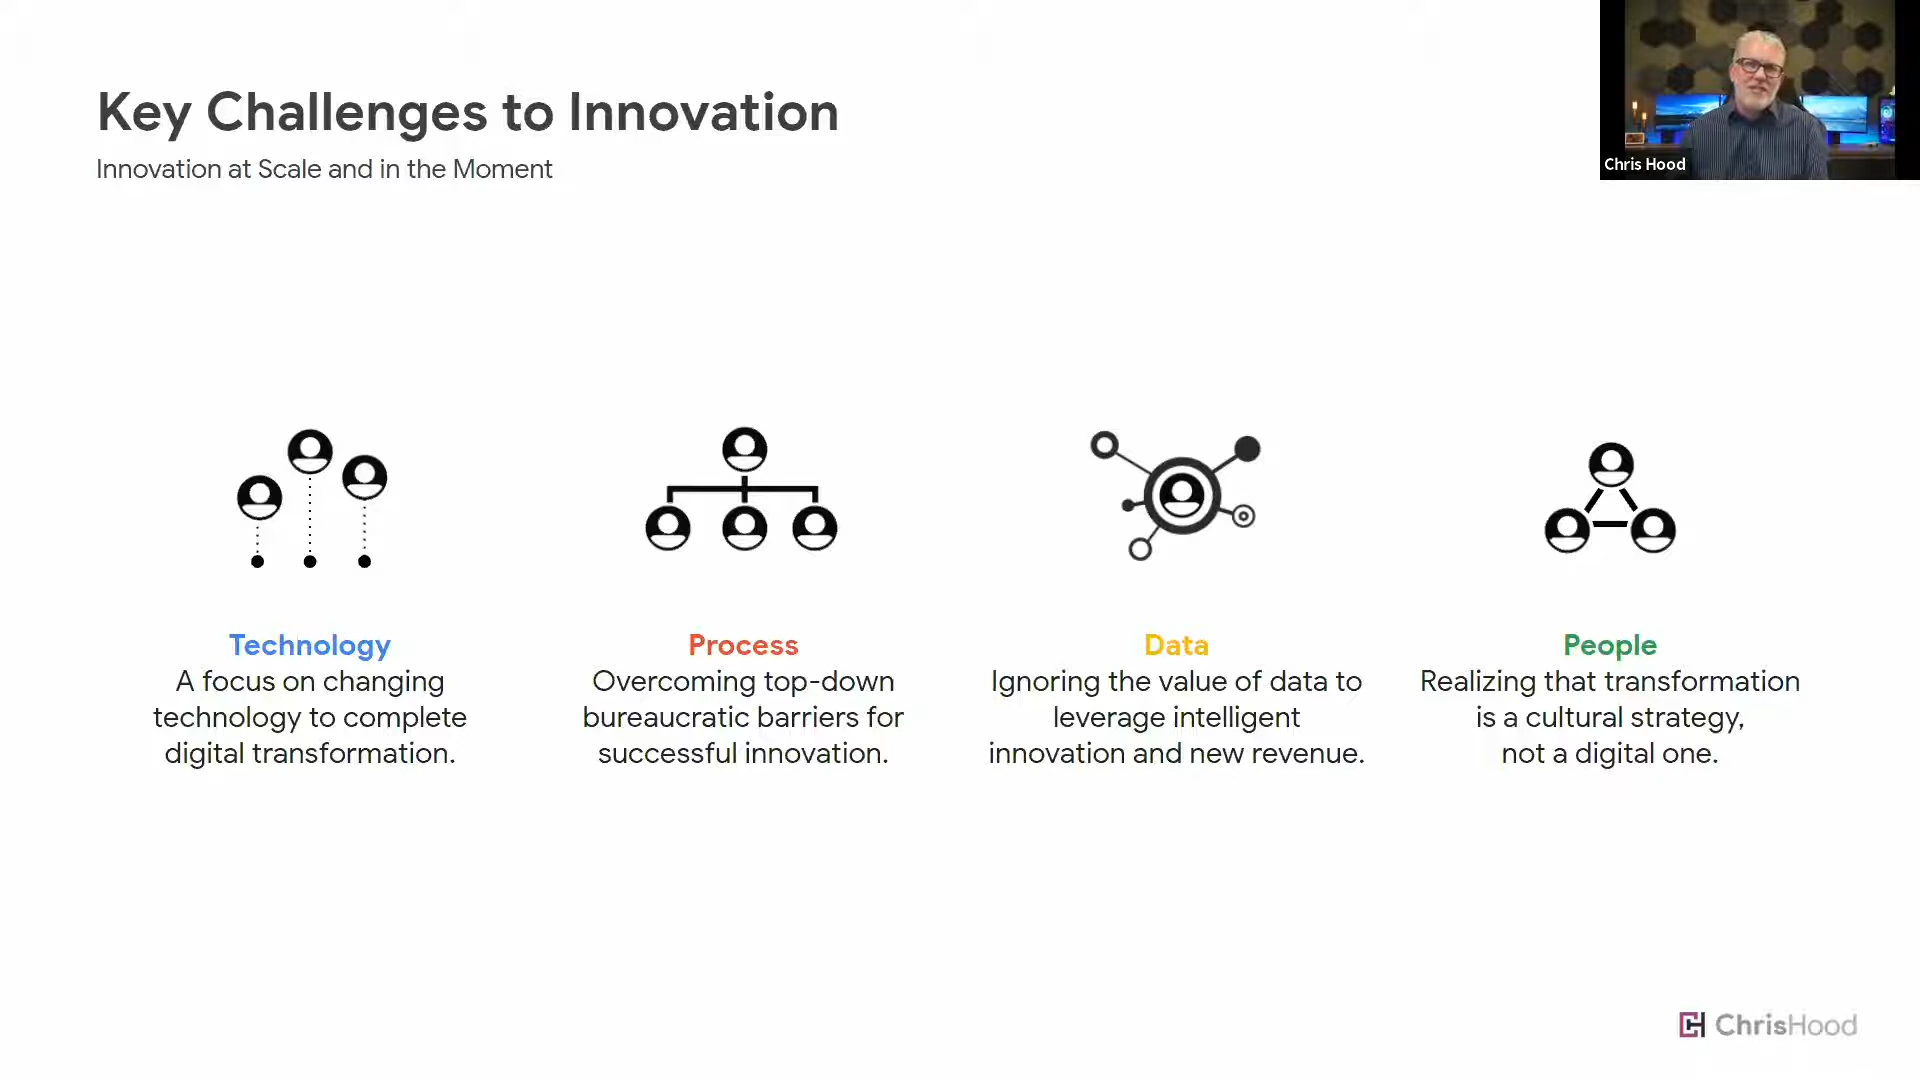 Key Challenges to Innovation
Innovation at Scale and in the Moment
Chris Hood
Technology
A focus on changing
technology to complete
digital transformation.
Process
Overcoming top-down
bureaucratic barriers for
successful innovation.
Data
Ignoring the value of data to
leverage intelligent
innovation and new revenue.
People
Realizing that transformation
is a cultural strategy,
not a digital one.
ChrisHood